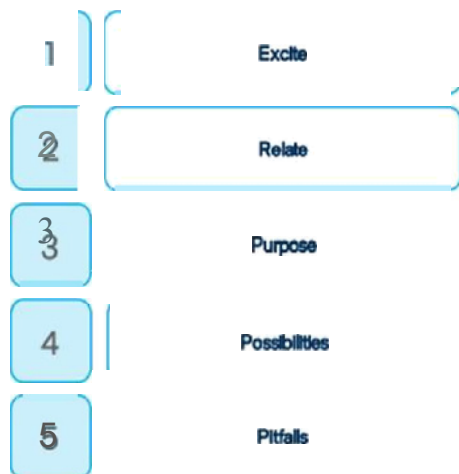 1 Excite
2 Relate
3 Purpose
4 Possibilities
5 Pitfalls